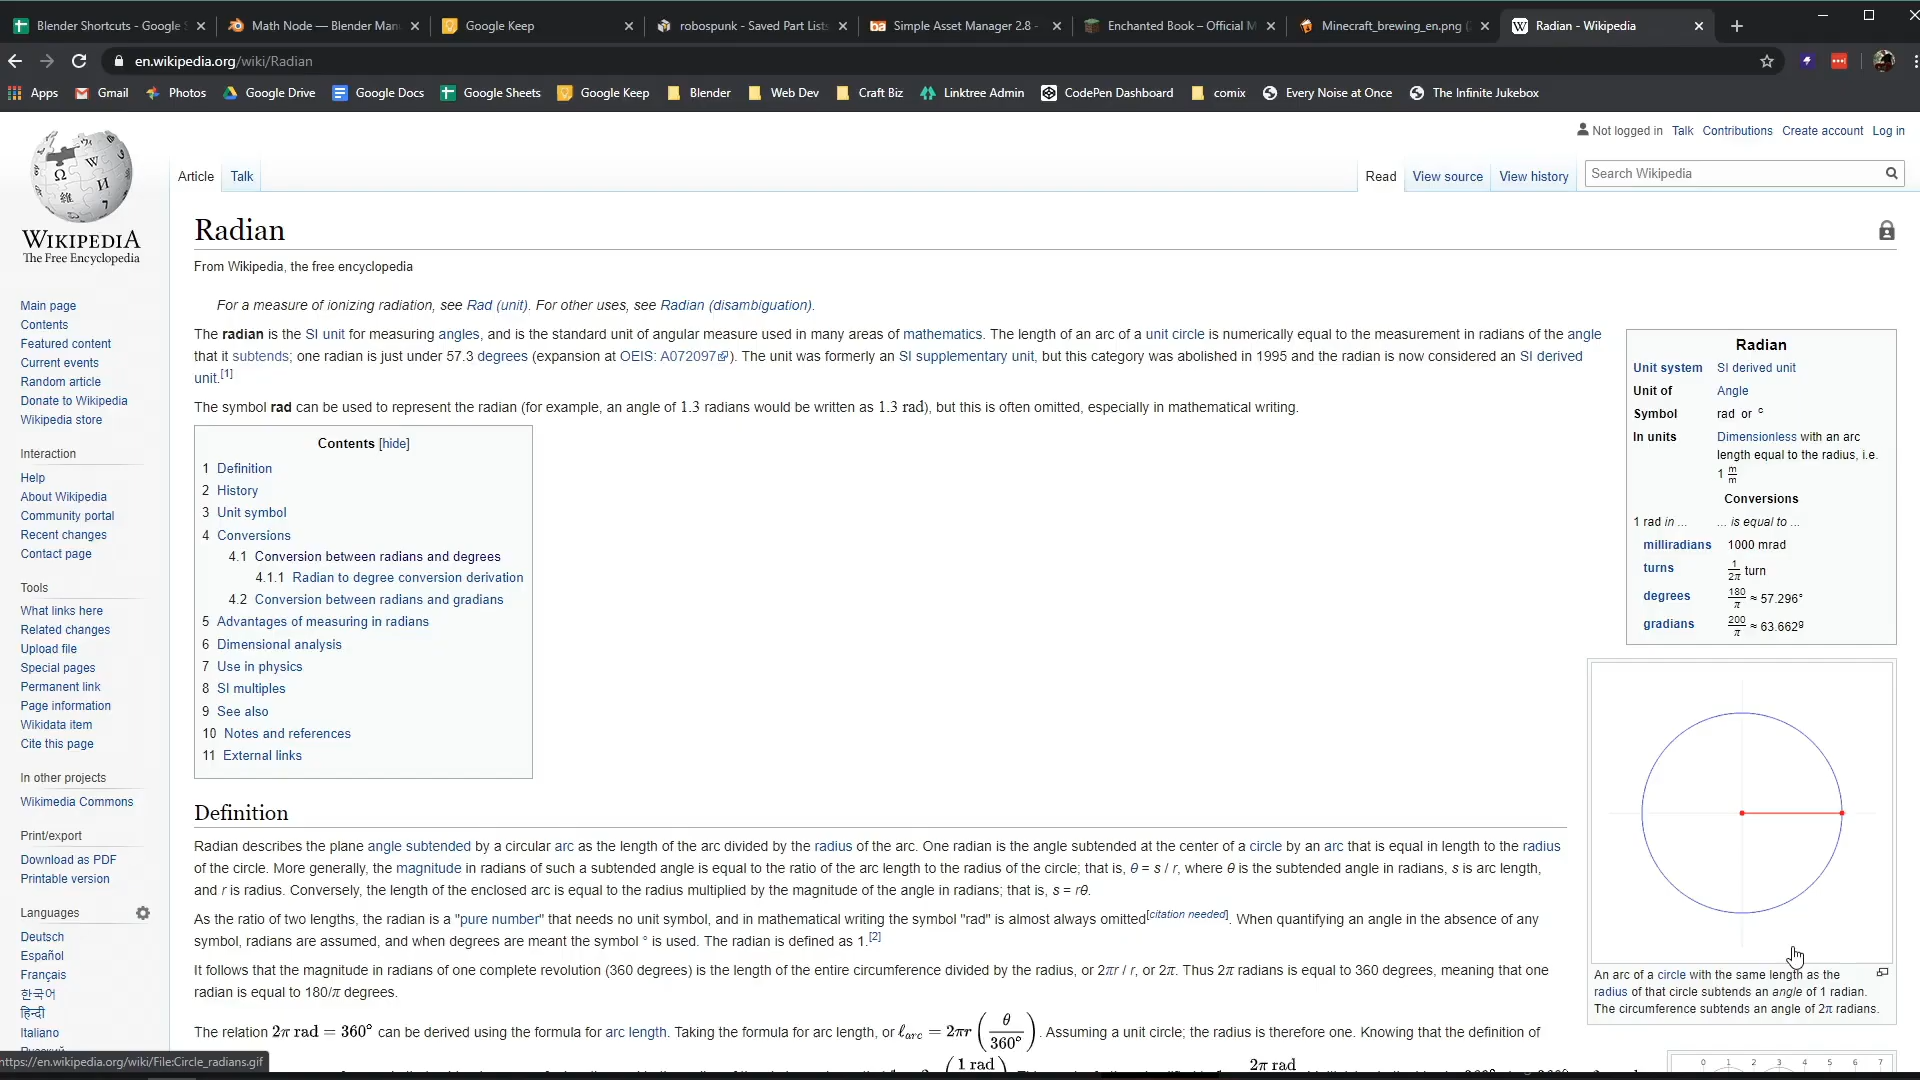 Blender Shortcuts - Google S
Math Node — Blender Manu
Google Keep
robospunk - Saved Part Lists
Simple Asset Manager 2.8 -
Enchanted Book – Official M
Minecraft_brewing_en.png (
Radian - Wikipedia
en.wikipedia.org/wiki/Radian
Apps Gmail Photos Google Drive Google Docs Google Sheets Google Keep Blender Web Dev Craft Biz Linktree Admin CodePen Dashboard comix Every Noise at Once The Infinite Jukebox
Not logged in Talk Contributions Create account Log in
Article Talk
Read View source View history
Search Wikipedia
WIKIPEDIA
The Free Encyclopedia
Main page
Contents
Featured content
Current events
Random article
Donate to Wikipedia
Wikipedia store
Interaction
Help
About Wikipedia
Community portal
Recent changes
Contact page
Tools
What links here
Related changes
Upload file
Special pages
Permanent link
Page information
Wikidata item
Cite this page
In other projects
Wikimedia Commons
Print/export
Download as PDF
Printable version
Languages
Deutsch
Español
Français
한국어
हिन्दी
Italiano
https://en.wikipedia.org/wiki/File:Circle_radians.gif
Radian
From Wikipedia, the free encyclopedia
For a measure of ionizing radiation, see Rad (unit). For other uses, see Radian (disambiguation).
The radian is the SI unit for measuring angles, and is the standard unit of angular measure used in many areas of mathematics. The length of an arc of a unit circle is numerically equal to the measurement in radians of the angle
that it subtends; one radian is just under 57.3 degrees (expansion at OEIS: A072097). The unit was formerly an SI supplementary unit, but this category was abolished in 1995 and the radian is now considered an SI derived
unit.[1]
The symbol rad can be used to represent the radian (for example, an angle of 1.3 radians would be written as 1.3 rad), but this is often omitted, especially in mathematical writing.
Contents [hide]
1 Definition
2 History
3 Unit symbol
4 Conversions
4.1 Conversion between radians and degrees
4.1.1 Radian to degree conversion derivation
4.2 Conversion between radians and gradians
5 Advantages of measuring in radians
6 Dimensional analysis
7 Use in physics
8 SI multiples
9 See also
10 Notes and references
11 External links
Definition
Radian describes the plane angle subtended by a circular arc as the length of the arc divided by the radius of the arc. One radian is the angle subtended at the center of a circle by an arc that is equal in length to the radius
of the circle. More generally, the magnitude in radians of such a subtended angle is equal to the ratio of the arc length to the radius of the circle; that is, θ = s / r, where θ is the subtended angle in radians, s is arc length,
and r is radius. Conversely, the length of the enclosed arc is equal to the radius multiplied by the magnitude of the angle in radians; that is, s = rθ.
As the ratio of two lengths, the radian is a "pure number" that needs no unit symbol, and in mathematical writing the symbol "rad" is almost always omitted[citation needed]. When quantifying an angle in the absence of any
symbol, radians are assumed, and when degrees are meant the symbol ° is used. The radian is defined as 1.[2]
It follows that the magnitude in radians of one complete revolution (360 degrees) is the length of the entire circumference divided by the radius, or 2πr / r, or 2π. Thus 2π radians is equal to 360 degrees, meaning that one
radian is equal to 180/π degrees.
The relation 2π rad = 360° can be derived using the formula for arc length. Taking the formula for arc length, or ℓarc = 2πr (θ/360°). Assuming a unit circle; the radius is therefore one. Knowing that the definition of
(1 rad) 2π rad
Radian
Unit system SI derived unit
Unit of Angle
Symbol rad or c
In units Dimensionless with an arc
length equal to the radius, i.e.
1 m/m
Conversions
1 rad in ... ... is equal to ...
milliradians 1000 mrad
turns 1/2π turn
degrees 180/π ≈ 57.296°
gradians 200/π ≈ 63.662g
An arc of a circle with the same length as the
radius of that circle subtends an angle of 1 radian.
The circumference subtends an angle of 2π radians.
0 1 2 3 4 5 6 7